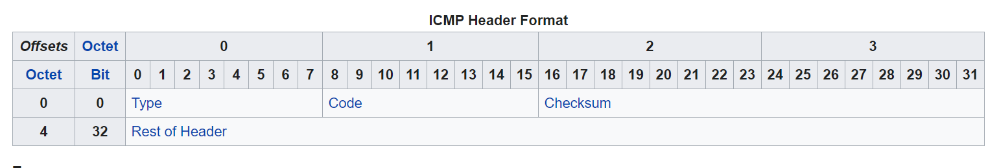 ICMP Header Format
Offsets Octet 0 1 2 3
Octet Bit 0 1 2 3 4 5 6 7 8 9 10 11 12 13 14 15 16 17 18 19 20 21 22 23 24 25 26 27 28 29 30 31
0 0 Type Code Checksum
4 32 Rest of Header